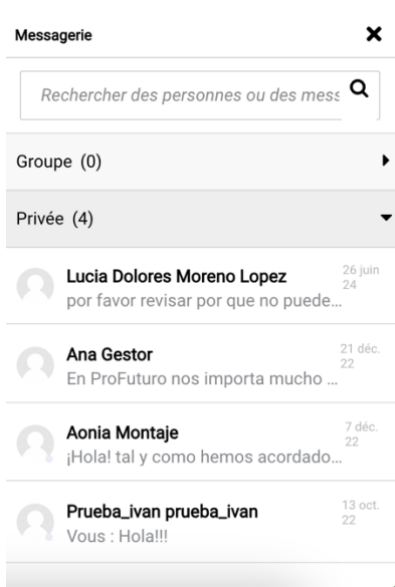 Messagerie
Rechercher des personnes ou des mess
Groupe (0)
Privée (4)
Lucia Dolores Moreno Lopez
26 juin
24
por favor revisar por que no puede...
Ana Gestor
21 déc.
22
En ProFuturo nos importa mucho ...
Aonia Montaje
7 déc.
22
¡Hola! tal y como hemos acordado...
Prueba_ivan prueba_ivan
13 oct.
22
Vous : Hola!!!